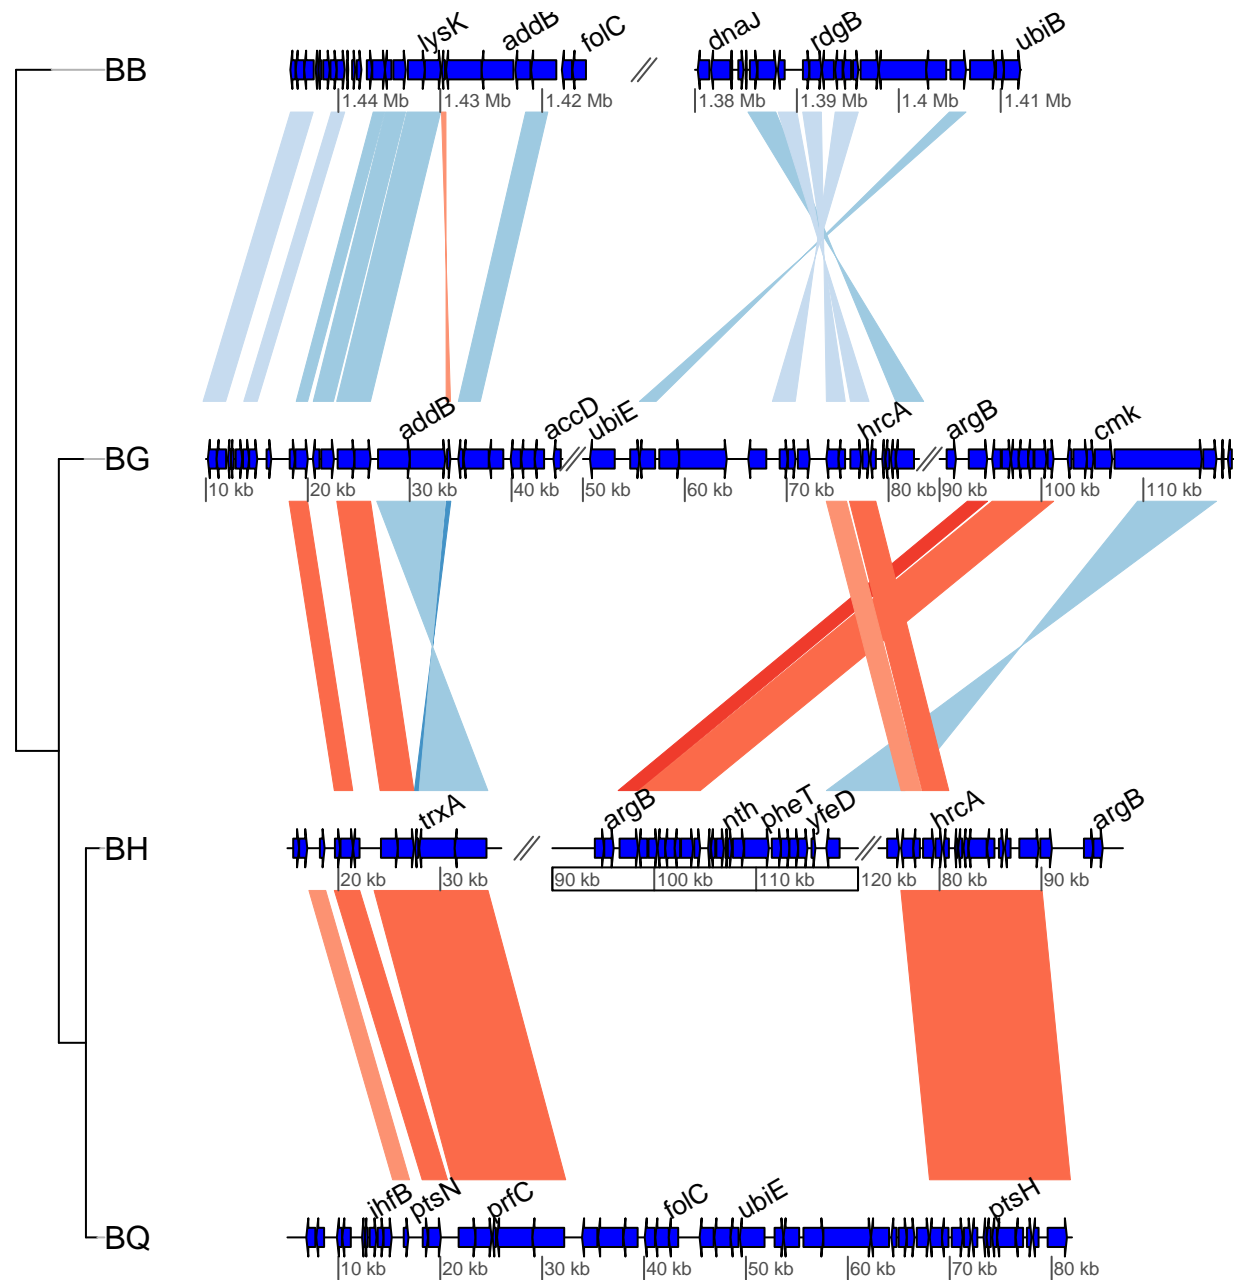 BB lysK addB folC dnaJ rdgB ubiB
1.44 Mb 1.43 Mb 1.42 Mb 1.38 Mb 1.39 Mb 1.4 Mb 1.41 Mb
BG addB accD ubiE hrcA argB cmk
10 kb 20 kb 30 kb 40 kb 50 kb 60 kb 70 kb 80 kb 90 kb 100 kb 110 kb
BH trxA argB nth pheT yfeD hrcA argB
20 kb 30 kb 90 kb 100 kb 110 kb 120 kb 80 kb 90 kb
BQ ihfB ptsN prfC folC ubiE ptsH
10 kb 20 kb 30 kb 40 kb 50 kb 60 kb 70 kb 80 kb